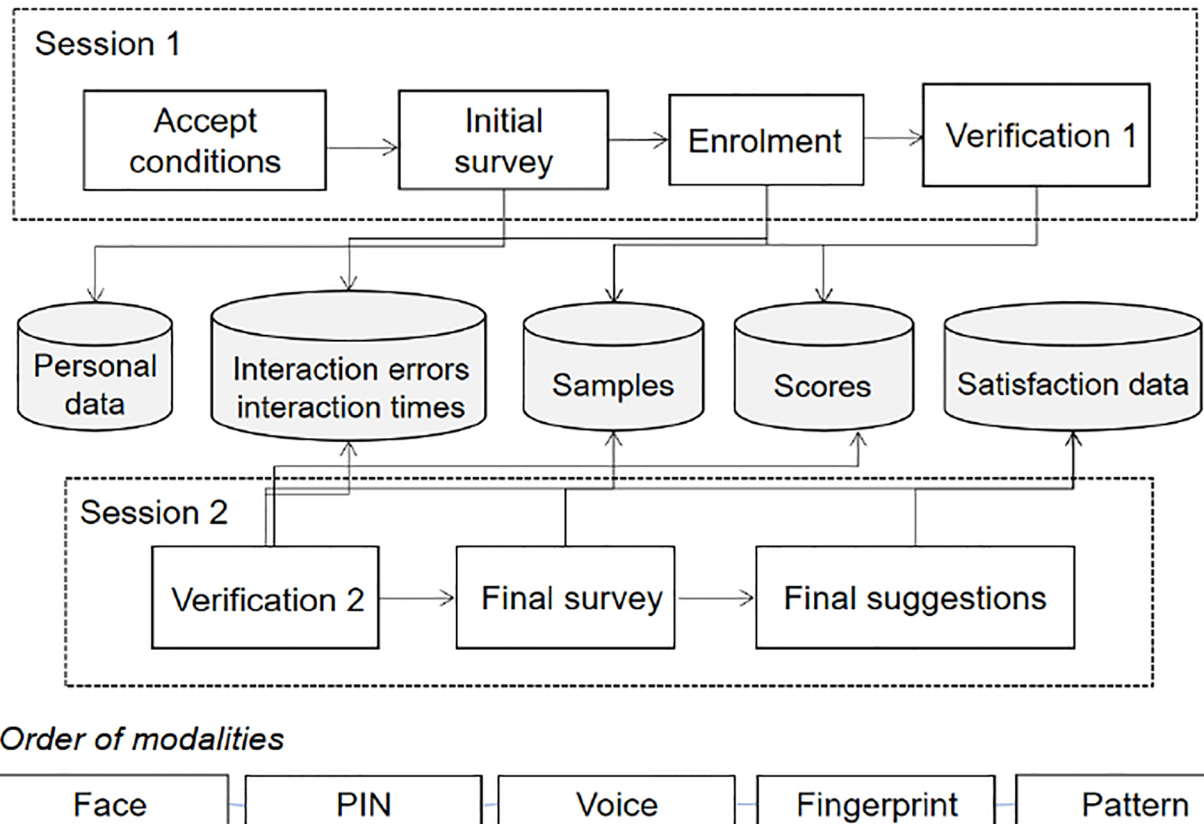 Session 1
Accept
conditions
Initial
survey
Enrolment
Verification 1
Personal
data
Interaction errors
interaction times
Samples
Scores
Satisfaction data
Session 2
Verification 2
Final survey
Final suggestions
Order of modalities
Face
PIN
Voice
Fingerprint
Pattern